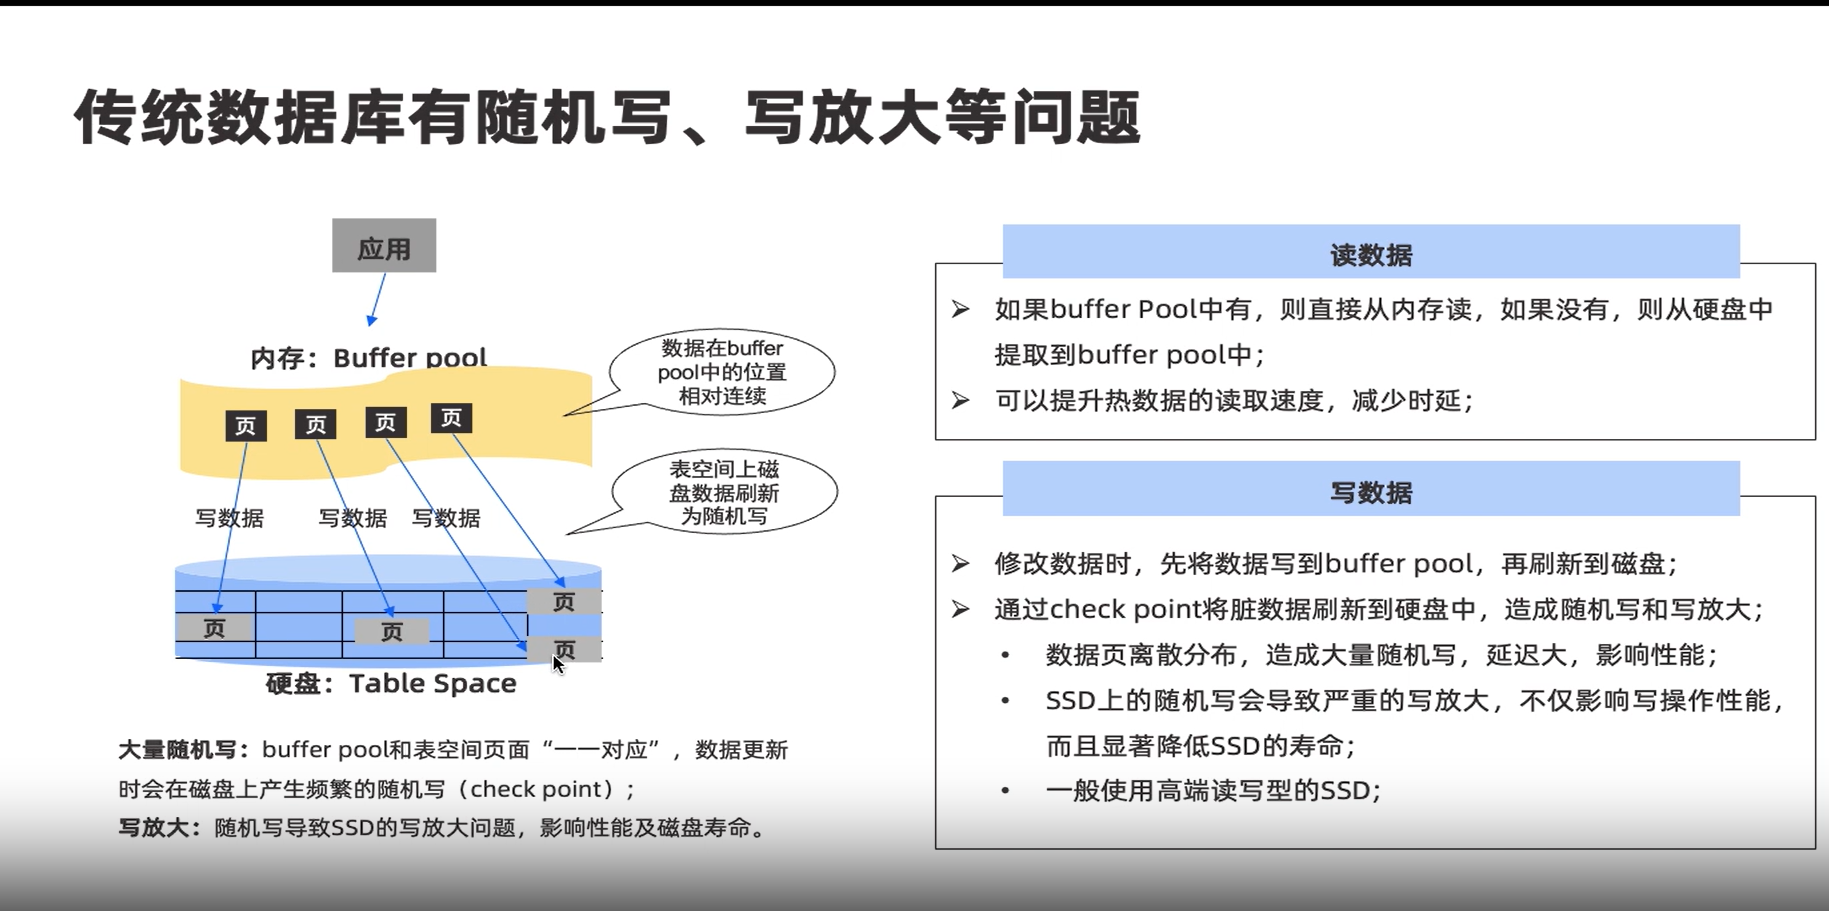 传统数据库有随机写、写放大等问题
应用
内存：Buffer pool
页 页 页 页
数据在buffer
pool中的位置
相对连续
表空间上磁
盘数据刷新
为随机写
写数据 写数据 写数据
页
页 页
页
硬盘：Table Space
大量随机写：buffer pool和表空间页面“一一对应”，数据更新
时会在磁盘上产生频繁的随机写（check point）;
写放大：随机写导致SSD的写放大问题，影响性能及磁盘寿命。
读数据
➢ 如果buffer Pool中有，则直接从内存读，如果没有，则从硬盘中
提取到buffer pool中；
➢ 可以提升热数据的读取速度，减少时延；
写数据
➢ 修改数据时，先将数据写到buffer pool，再刷新到磁盘；
➢ 通过check point将脏数据刷新到硬盘中，造成随机写和写放大；
• 数据页离散分布，造成大量随机写，延迟大，影响性能；
• SSD上的随机写会导致严重的写放大，不仅影响写操作性能，
而且显著降低SSD的寿命；
• 一般使用高端读写型的SSD；